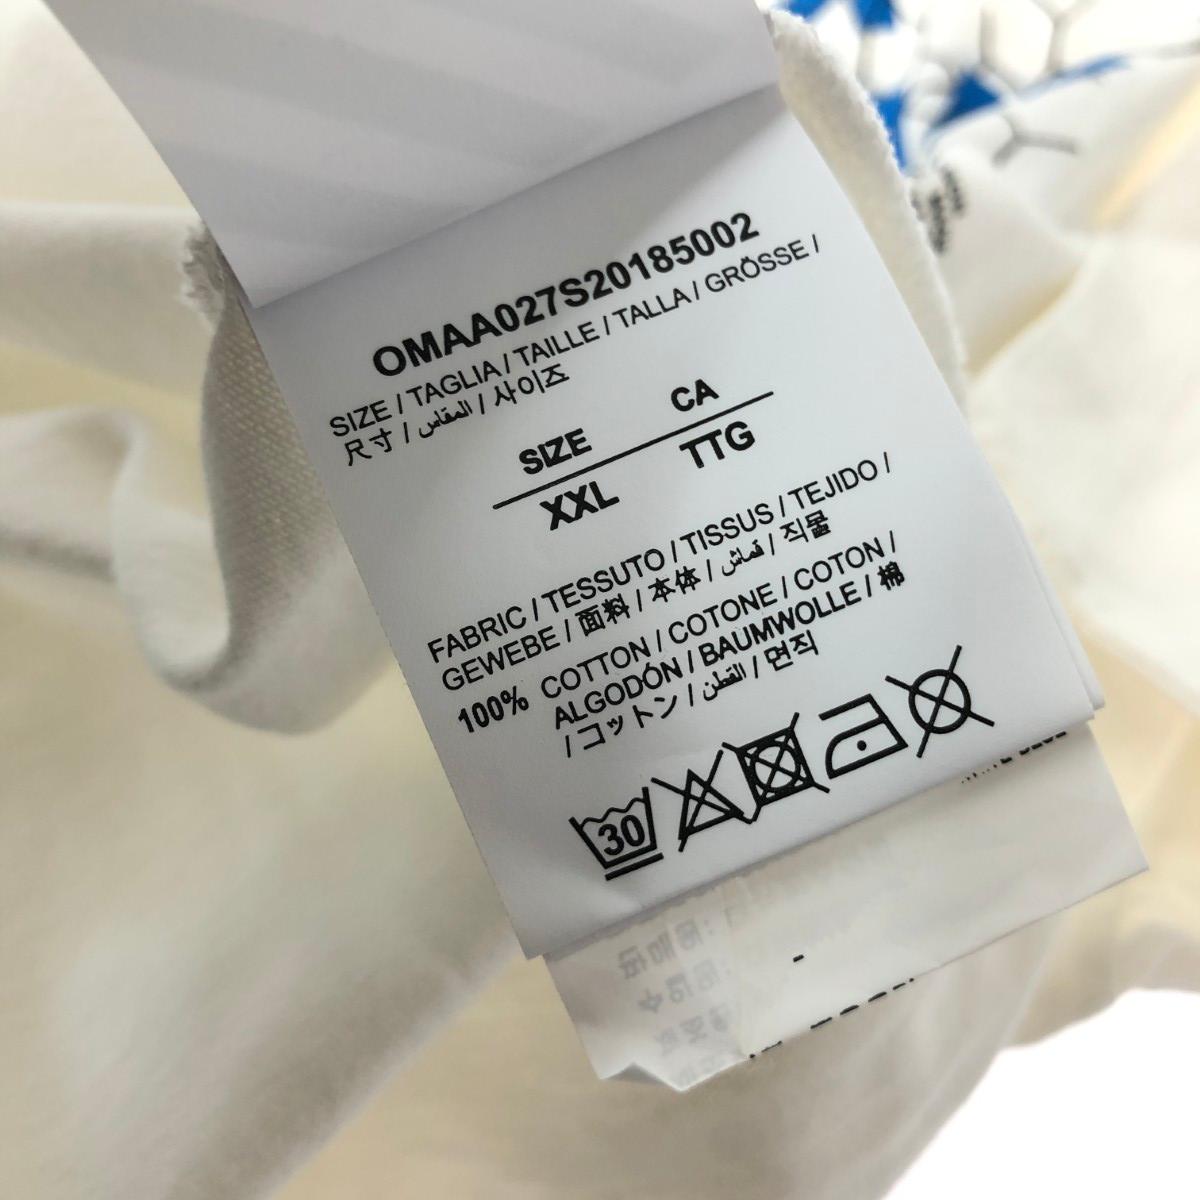 OMAA027S20185002
SIZE / TAGLIA / TAILLE / TALLA / GRÖSSE /
尺寸 / المقاس / 사이즈
SIZE CA
XXL TTG
FABRIC / TESSUTO / TISSUS / TEJIDO /
GEWEBE / 面料 / 本体 / قماش / 직물
100% COTTON / COTONE / COTON /
ALGODÓN / BAUMWOLLE / 棉
/ コットン / القطن / 면직
30